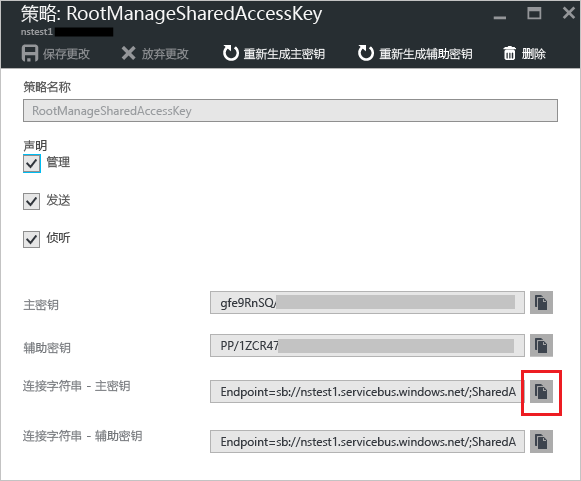 策略: RootManageSharedAccessKey
nstest1
保存更改 放弃更改 重新生成主密钥 重新生成辅助密钥 删除
策略名称
RootManageSharedAccessKey
声明
管理
发送
侦听
主密钥 gfe9RnSQ/
辅助密钥 PP/1ZCR47
连接字符串 - 主密钥 Endpoint=sb://nstest1.servicebus.windows.net/;SharedA
连接字符串 - 辅助密钥 Endpoint=sb://nstest1.servicebus.windows.net/;SharedA